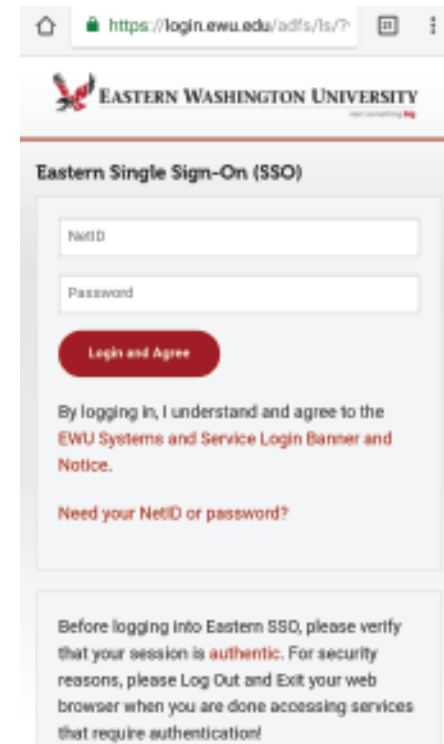 https://login.ewu.edu/adfs/ls/?
EASTERN WASHINGTON UNIVERSITY
start something big
Eastern Single Sign-On (SSO)
NetID
Password
Login and Agree
By logging in, I understand and agree to the
EWU Systems and Service Login Banner and
Notice.
Need your NetID or password?
Before logging into Eastern SSO, please verify
that your session is authentic. For security
reasons, please Log Out and Exit your web
browser when you are done accessing services
that require authentication!